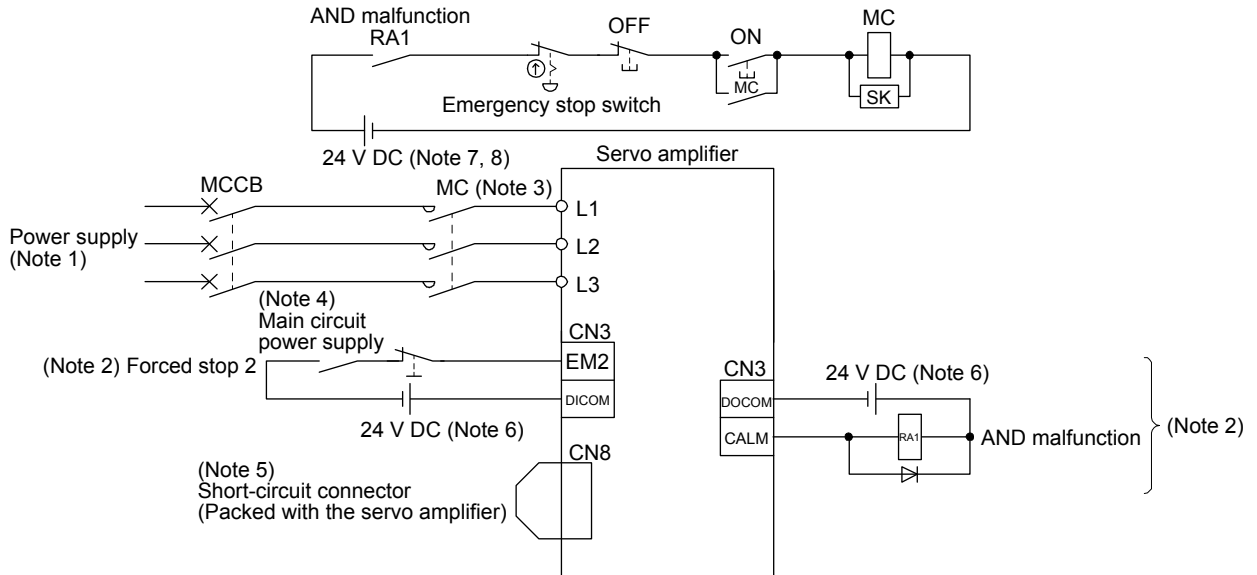 AND malfunction
RA1
OFF
ON
MC
MC
SK
Emergency stop switch
24 V DC (Note 7, 8)
Servo amplifier
MCCB
MC (Note 3)
L1
Power supply
(Note 1)
L2
L3
(Note 4)
Main circuit
power supply
CN3
(Note 2) Forced stop 2
EM2
DICOM
24 V DC (Note 6)
CN3
24 V DC (Note 6)
DOCOM
CALM
RA1
AND malfunction
(Note 2)
CN8
(Note 5)
Short-circuit connector
(Packed with the servo amplifier)